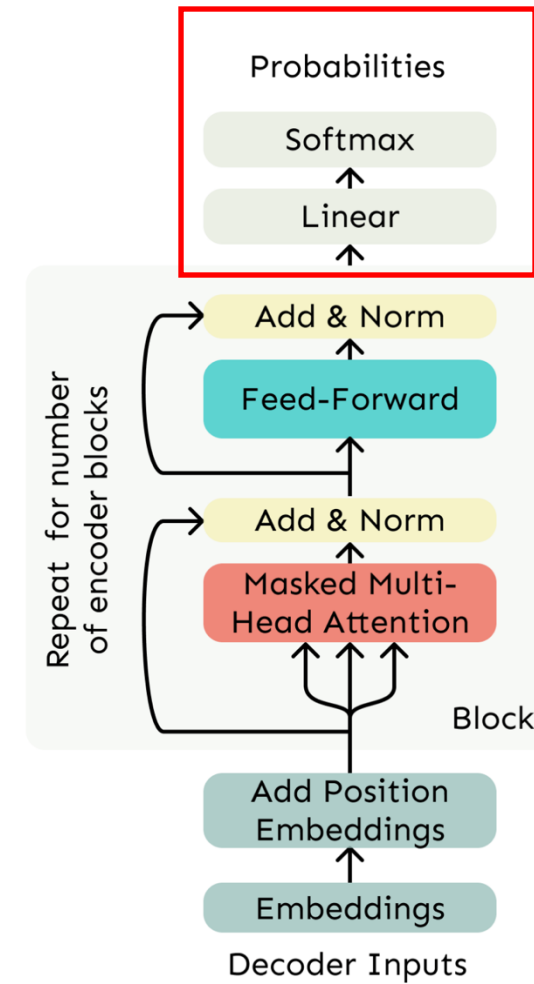 Probabilities
Softmax
Linear
Add & Norm
Feed-Forward
Add & Norm
Masked Multi-
Head Attention
Repeat for number
of encoder blocks
Block
Add Position
Embeddings
Embeddings
Decoder Inputs